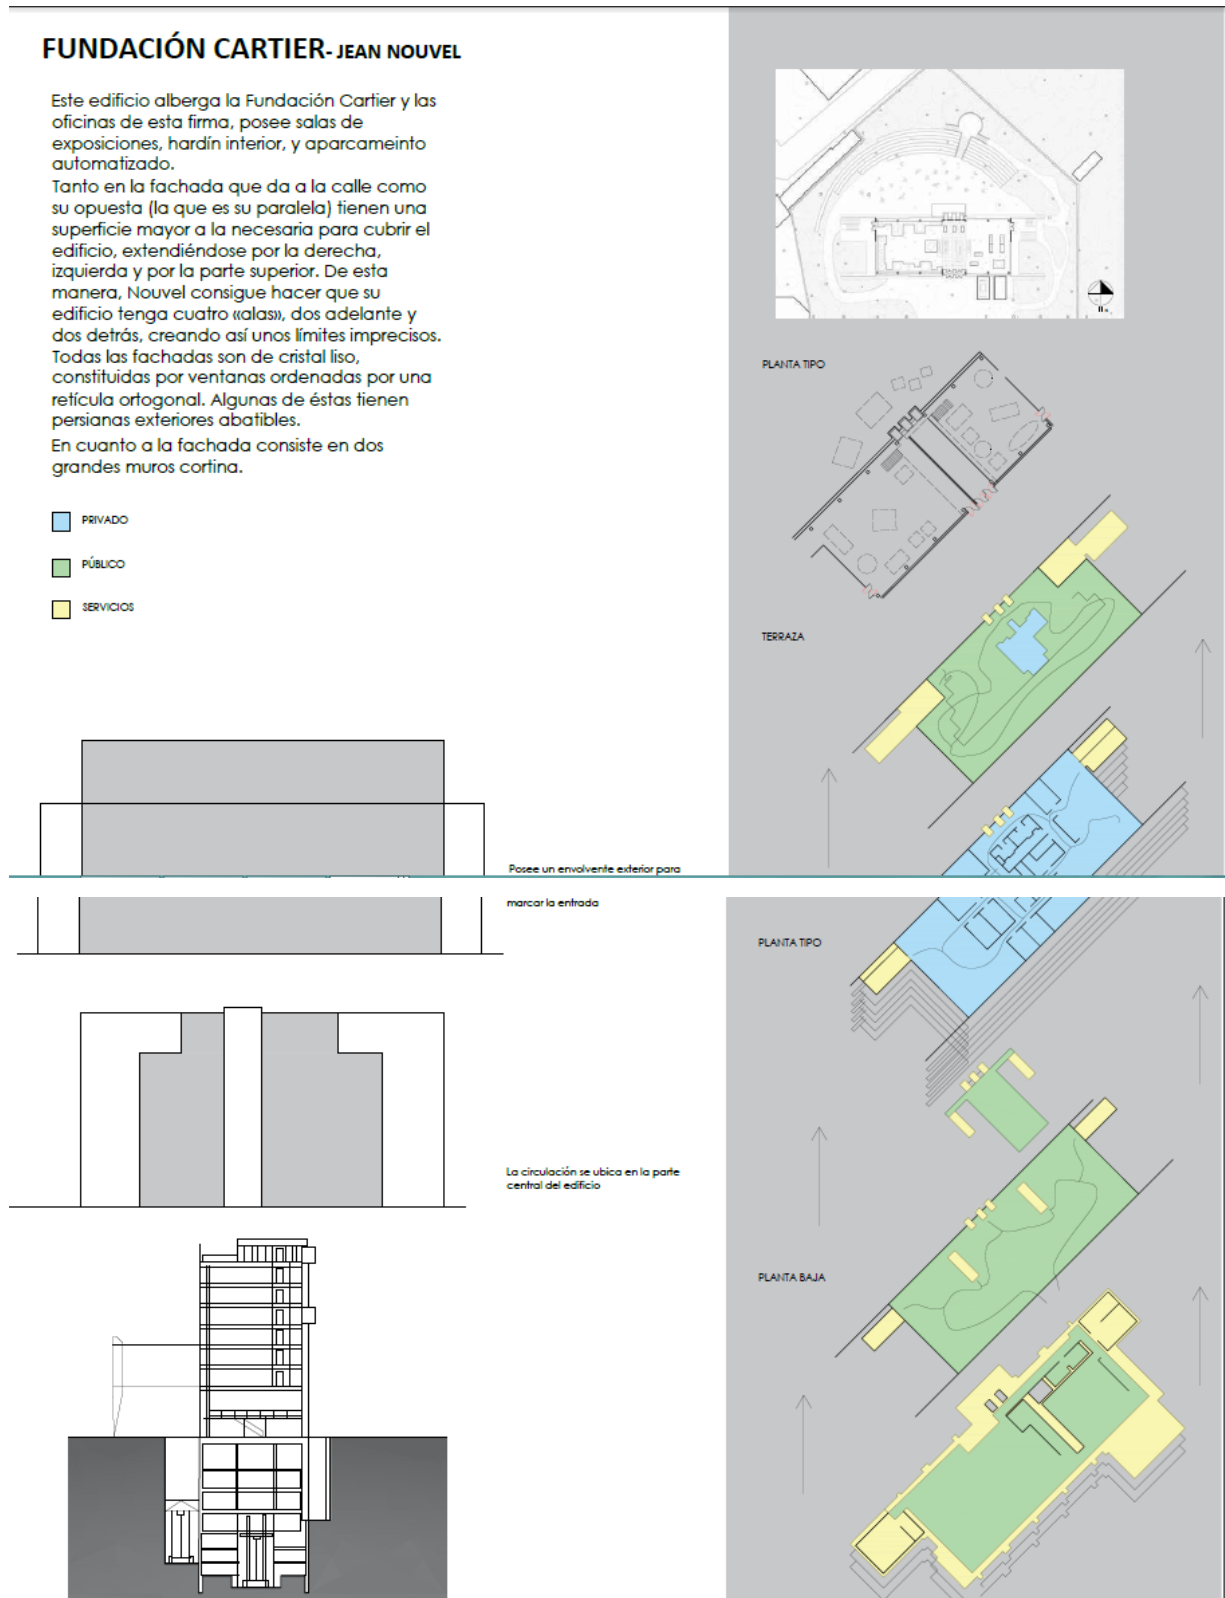 FUNDACIÓN CARTIER- JEAN NOUVEL
Este edificio alberga la Fundación Cartier y las
oficinas de esta firma, posee salas de
exposiciones, hardín interior, y aparcameinto
automatizado.
Tanto en la fachada que da a la calle como
su opuesta (la que es su paralela) tienen una
superficie mayor a la necesaria para cubrir el
edificio, extendiéndose por la derecha,
izquierda y por la parte superior. De esta
manera, Nouvel consigue hacer que su
edificio tenga cuatro «alas», dos adelante y
dos detrás, creando así unos límites imprecisos.
Todas las fachadas son de cristal liso,
constituidas por ventanas ordenadas por una
retícula ortogonal. Algunas de éstas tienen
persianas exteriores abatibles.
En cuanto a la fachada consiste en dos
grandes muros cortina.
PRIVADO
PÚBLICO
SERVICIOS
Posee un envolvente exterior para
marcar la entrada
La circulación se ubica en la parte
central del edificio
PLANTA TIPO
TERRAZA
PLANTA TIPO
PLANTA BAJA